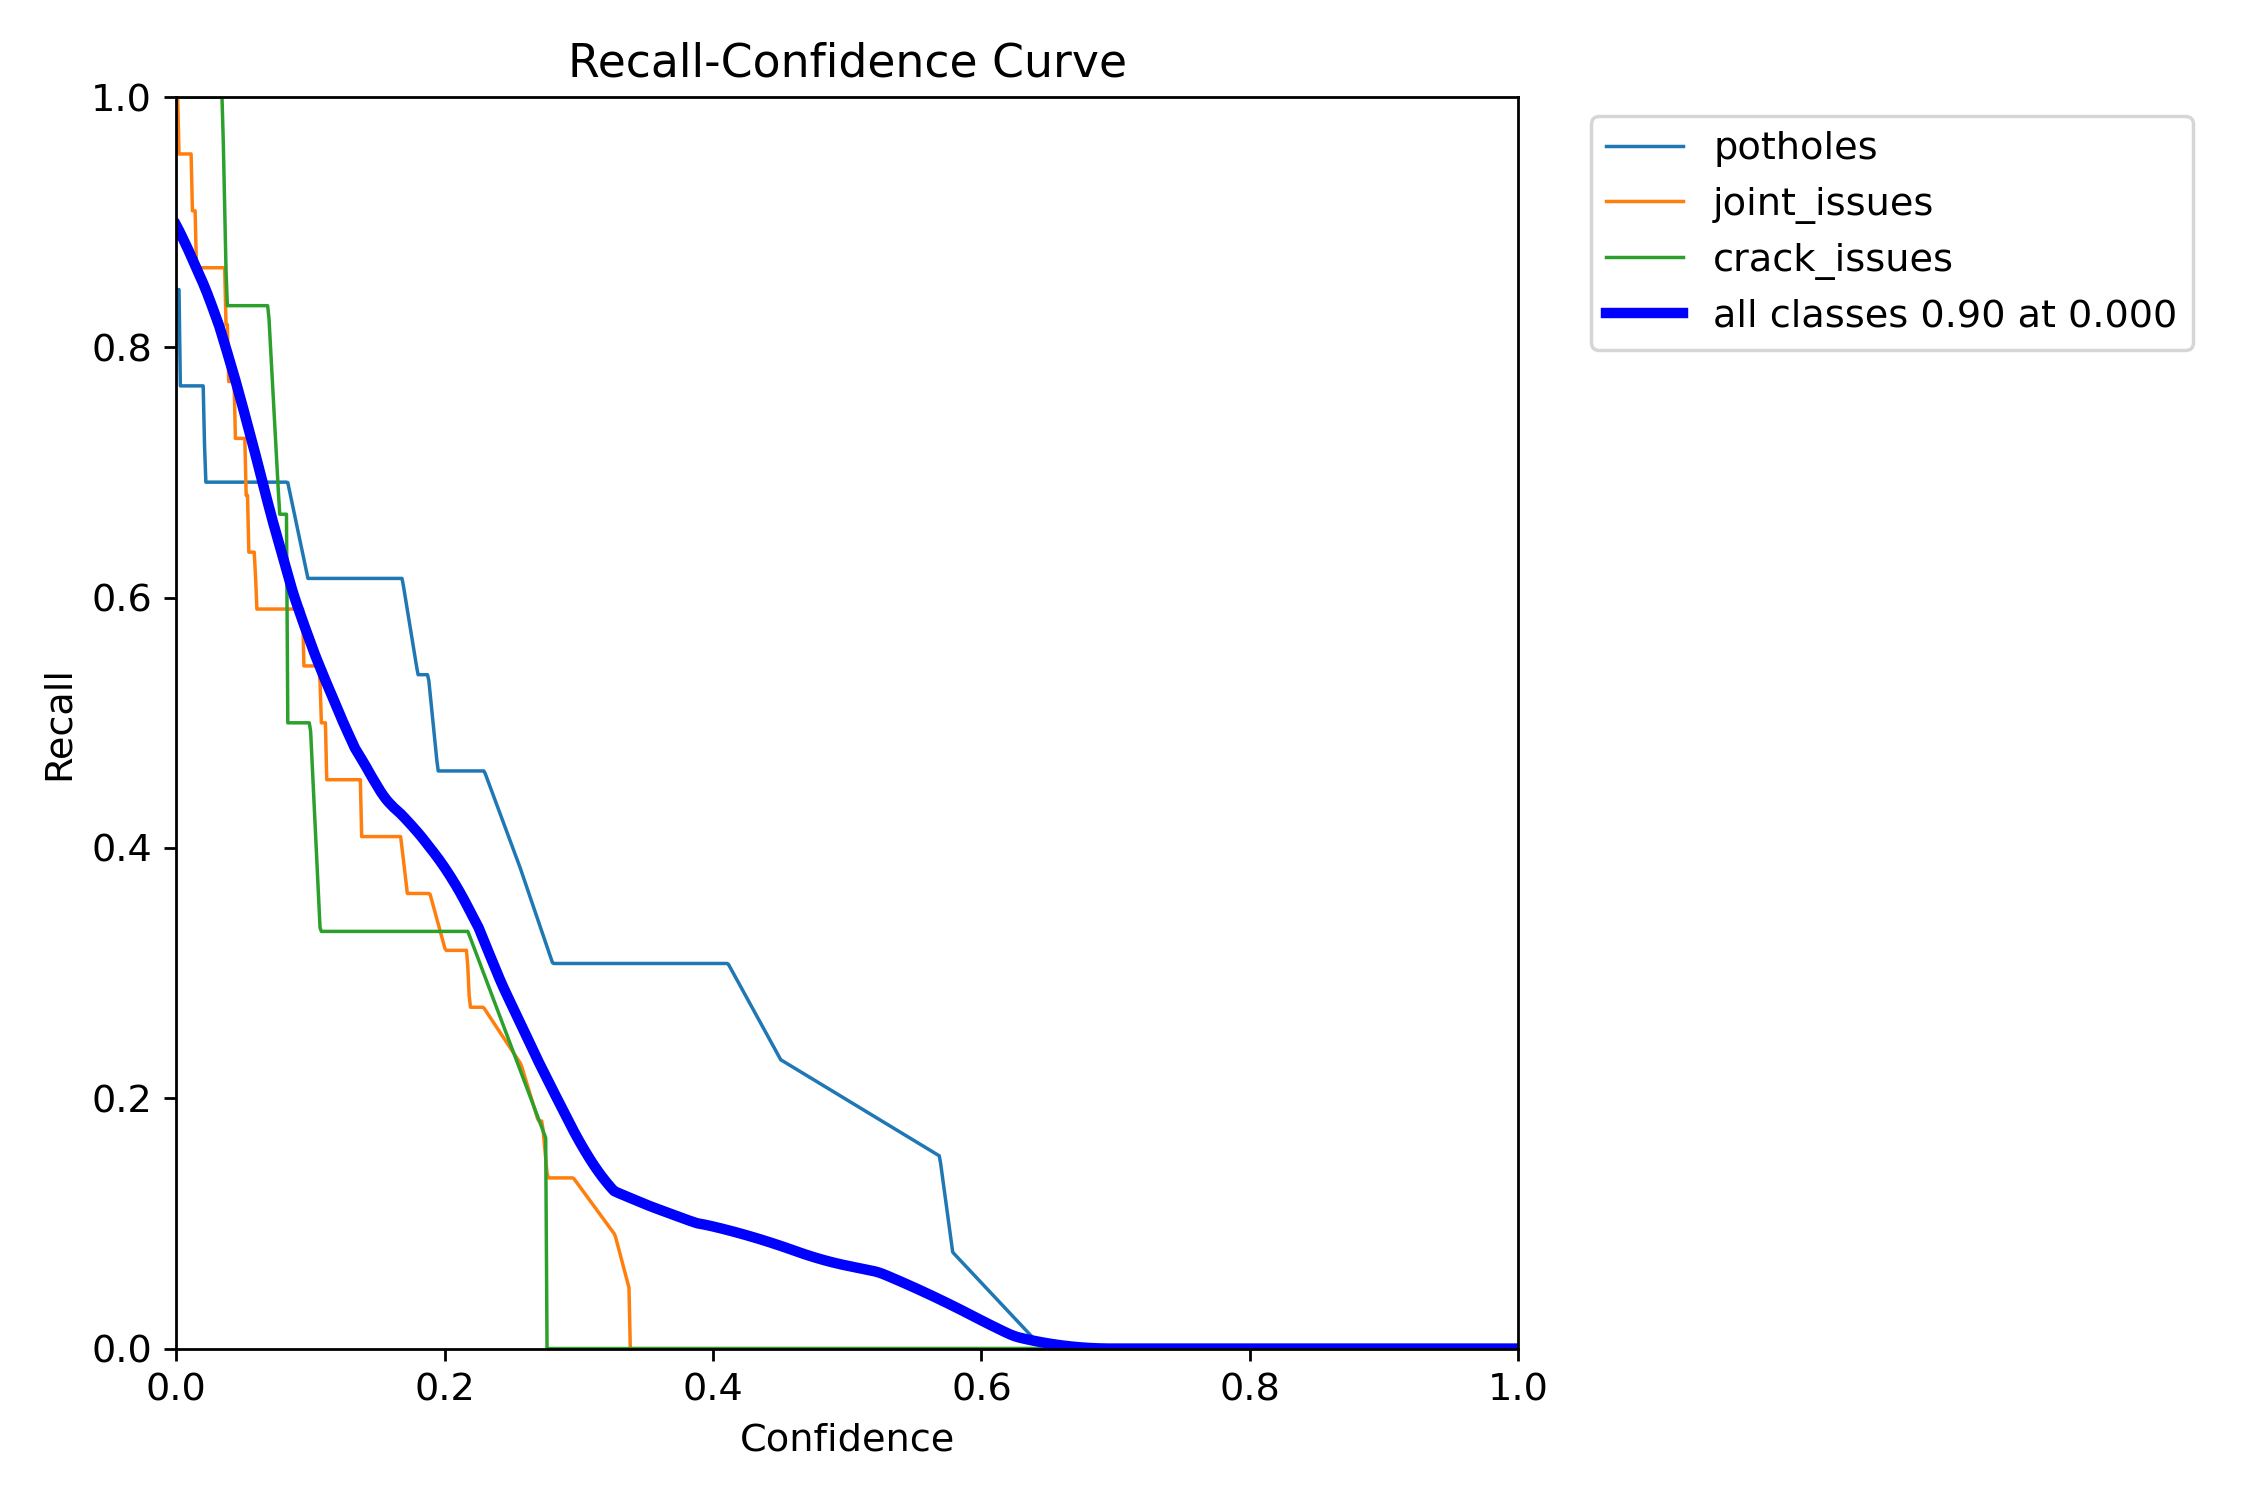 Recall-Confidence Curve
1.0
0.8
0.6
0.4
0.2
0.0
Recall
0.0 0.2 0.4 0.6 0.8 1.0
Confidence
potholes
joint_issues
crack_issues
all classes 0.90 at 0.000